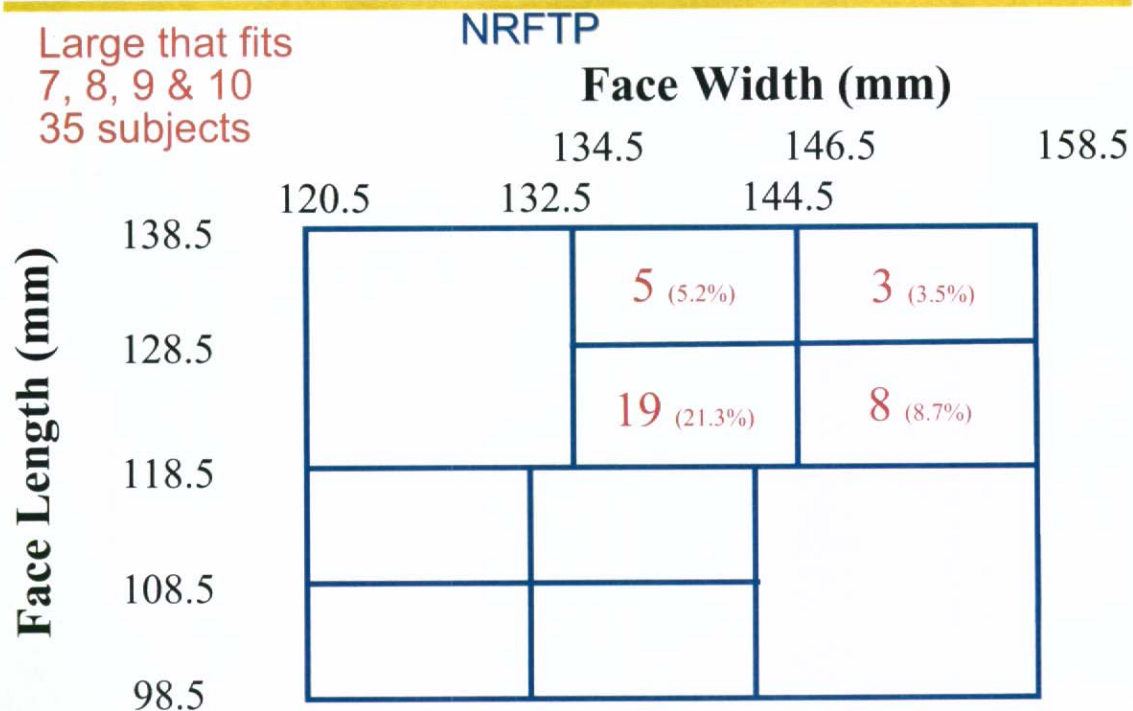 NRFTP
Large that fits
7, 8, 9 & 10
35 subjects
Face Width (mm)
134.5 146.5 158.5
120.5 132.5 144.5
138.5
5 (5.2%) 3 (3.5%)
128.5
19 (21.3%) 8 (8.7%)
118.5
108.5
98.5
Face Length (mm)